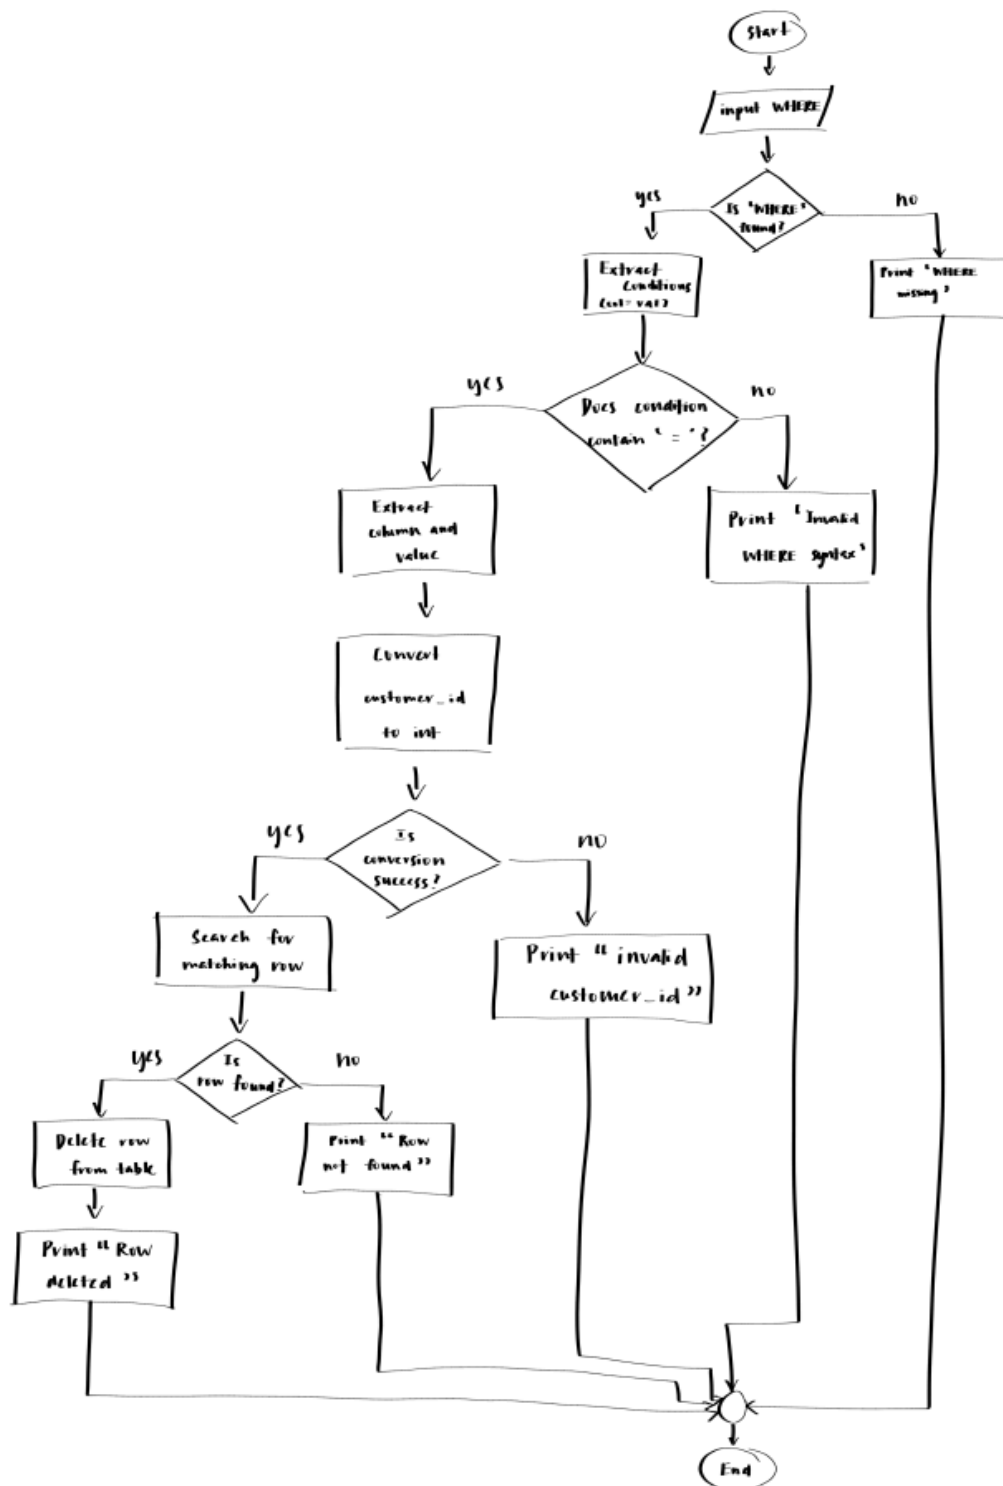 Start
input WHERE
Is "WHERE"
found?
yes
no
Extract
Conditions
(col=val)
Print "WHERE
missing"
Does condition
contain '='?
yes
no
Extract
column and
value
Print "Invalid
WHERE syntax"
Convert
customer_id
to int
Is
conversion
success?
yes
no
Search for
matching row
Print "invalid
customer_id"
Is
row found?
yes
no
Delete row
from table
Print "Row
not found"
Print "Row
deleted"
End